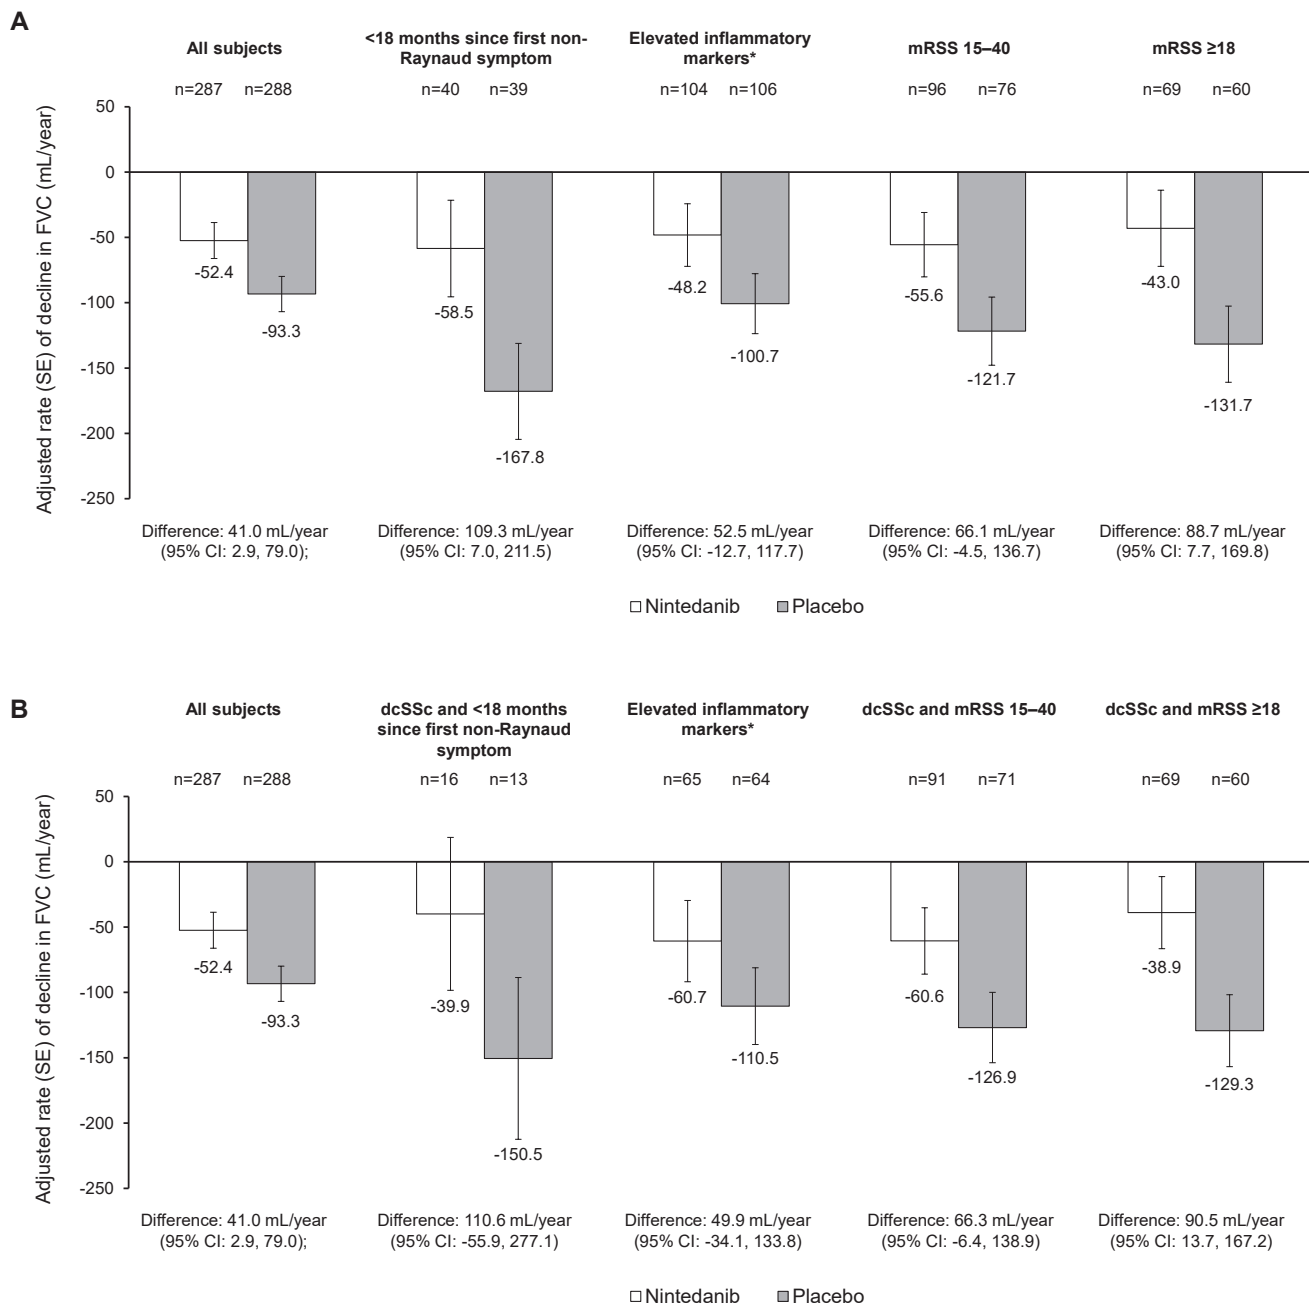 A
All subjects
<18 months since first non-
Raynaud symptom
Elevated inflammatory
markers*
mRSS 15–40
mRSS ≥18
n=287 n=288
n=40 n=39
n=104 n=106
n=96 n=76
n=69 n=60
Adjusted rate (SE) of decline in FVC (mL/year)
50
0
-50
-100
-150
-200
-250
-52.4
-93.3
-58.5
-167.8
-48.2
-100.7
-55.6
-121.7
-43.0
-131.7
Difference: 41.0 mL/year
(95% CI: 2.9, 79.0);
Difference: 109.3 mL/year
(95% CI: 7.0, 211.5)
Difference: 52.5 mL/year
(95% CI: -12.7, 117.7)
Difference: 66.1 mL/year
(95% CI: -4.5, 136.7)
Difference: 88.7 mL/year
(95% CI: 7.7, 169.8)
Nintedanib Placebo
B
All subjects
dcSSc and <18 months
since first non-Raynaud
symptom
Elevated inflammatory
markers*
dcSSc and mRSS 15–40
dcSSc and mRSS ≥18
n=287 n=288
n=16 n=13
n=65 n=64
n=91 n=71
n=69 n=60
Adjusted rate (SE) of decline in FVC (mL/year)
50
0
-50
-100
-150
-200
-250
-52.4
-93.3
-39.9
-150.5
-60.7
-110.5
-60.6
-126.9
-38.9
-129.3
Difference: 41.0 mL/year
(95% CI: 2.9, 79.0);
Difference: 110.6 mL/year
(95% CI: -55.9, 277.1)
Difference: 49.9 mL/year
(95% CI: -34.1, 133.8)
Difference: 66.3 mL/year
(95% CI: -6.4, 138.9)
Difference: 90.5 mL/year
(95% CI: 13.7, 167.2)
Nintedanib Placebo